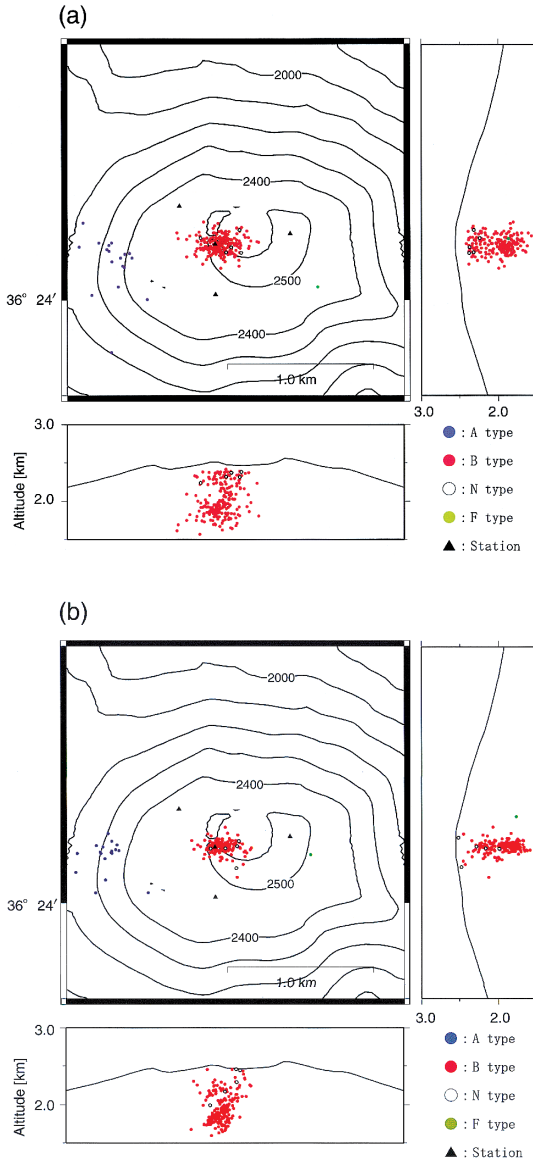 (a)
2000
2400
2500
36° 24′
2400
1.0 km
3.0 2.0
3.0
2.0
Altitude [km]
: A type
: B type
: N type
: F type
: Station
(b)
2000
2400
2500
36° 24′
2400
1.0 km
3.0 2.0
3.0
2.0
Altitude [km]
: A type
: B type
: N type
: F type
: Station